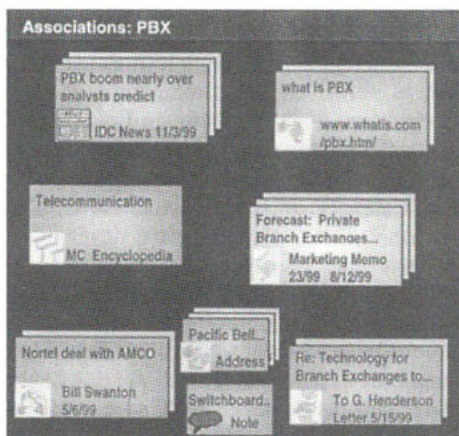 Associations: PBX
PBX boom nearly over
analysts predict
IDC News 11/3/99
what is PBX
www.whatis.com
/pbx.htm/
Telecommunication
MC Encyclopedia
Forecast: Private
Branch Exchanges...
Marketing Memo
23/99 8/12/99
Nortel deal with AMCO
Bill Swanton
5/6/99
Pacific Bell...
Address
Switchboard..
Note
Re: Technology for
Branch Exchanges to...
To G. Henderson
Letter 5/15/99